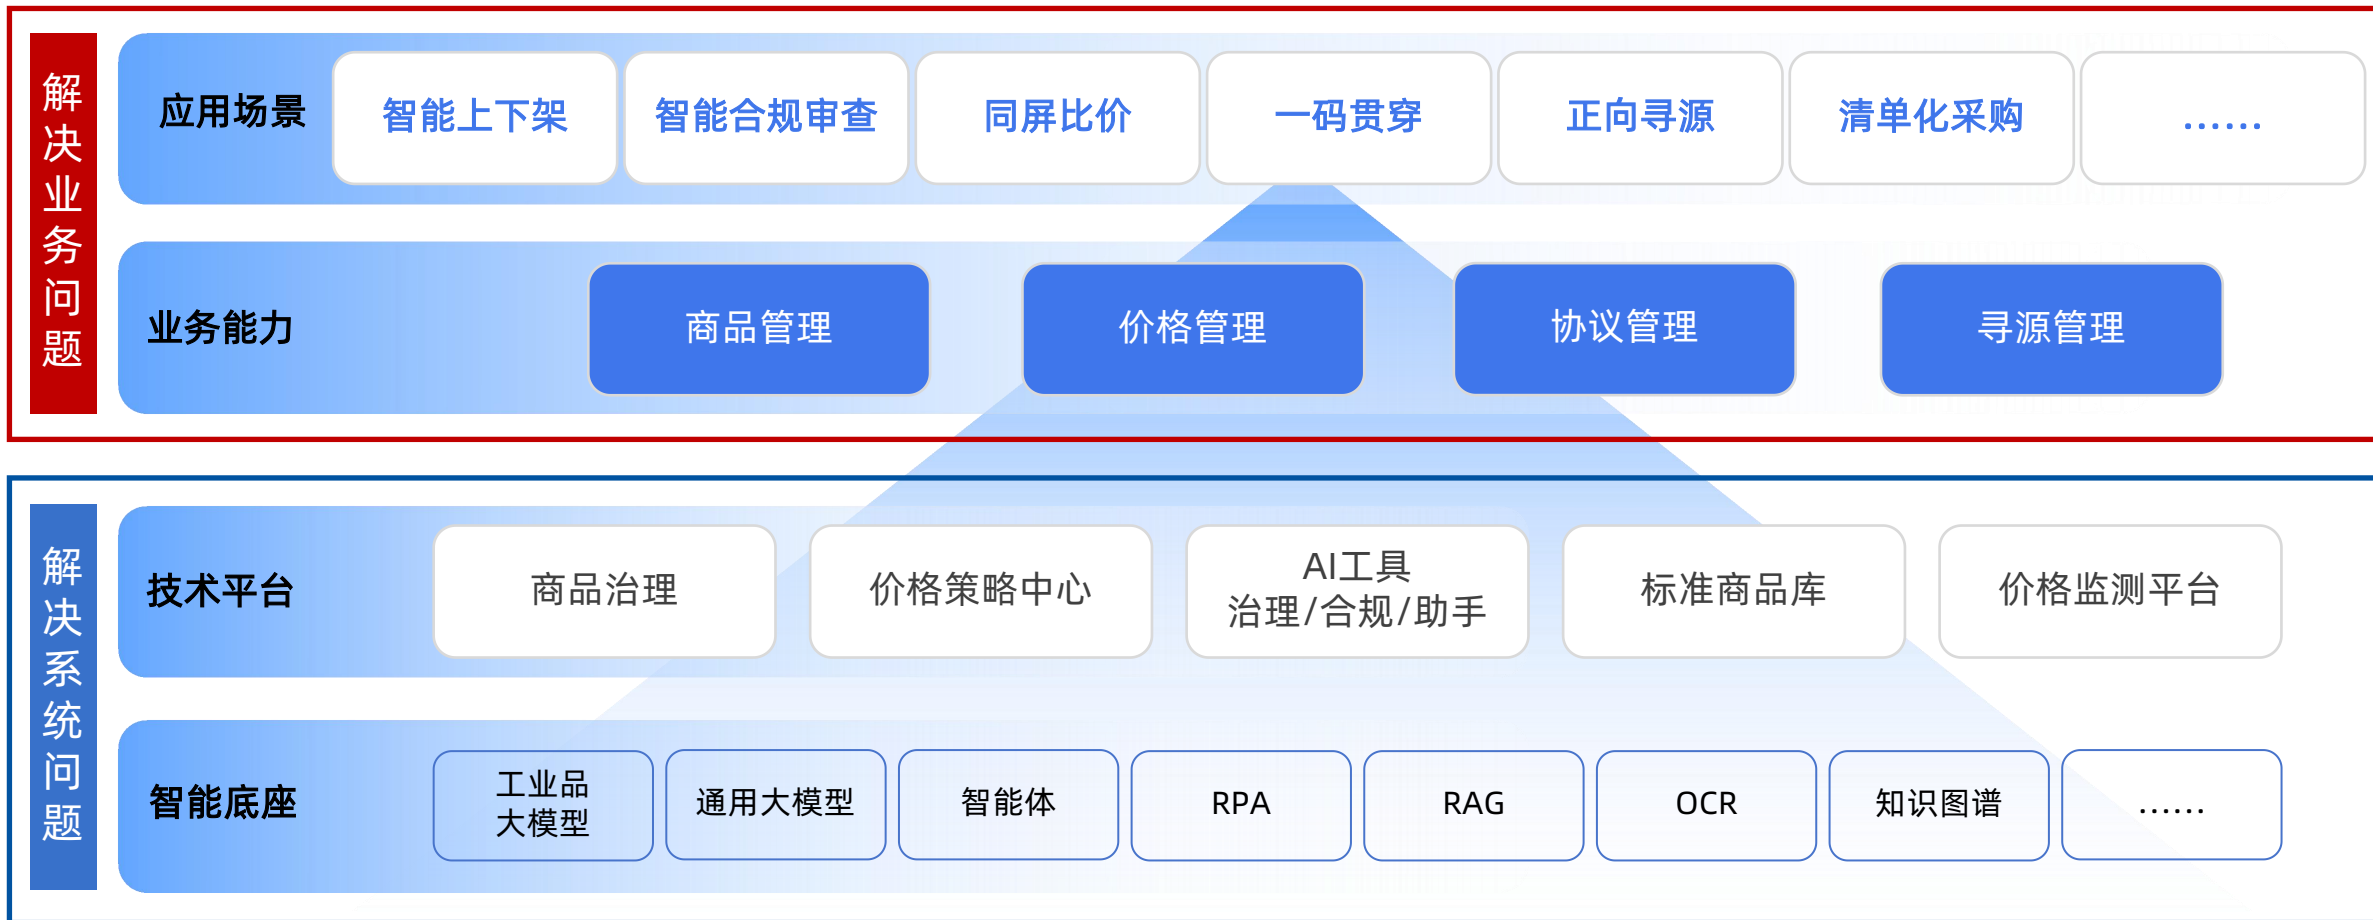 解决业务问题
应用场景
智能上下架
智能合规审查
同屏比价
一码贯穿
正向寻源
清单化采购
......
业务能力
商品管理
价格管理
协议管理
寻源管理
解决系统问题
技术平台
商品治理
价格策略中心
AI工具
治理/合规/助手
标准商品库
价格监测平台
智能底座
工业品
大模型
通用大模型
智能体
RPA
RAG
OCR
知识图谱
......